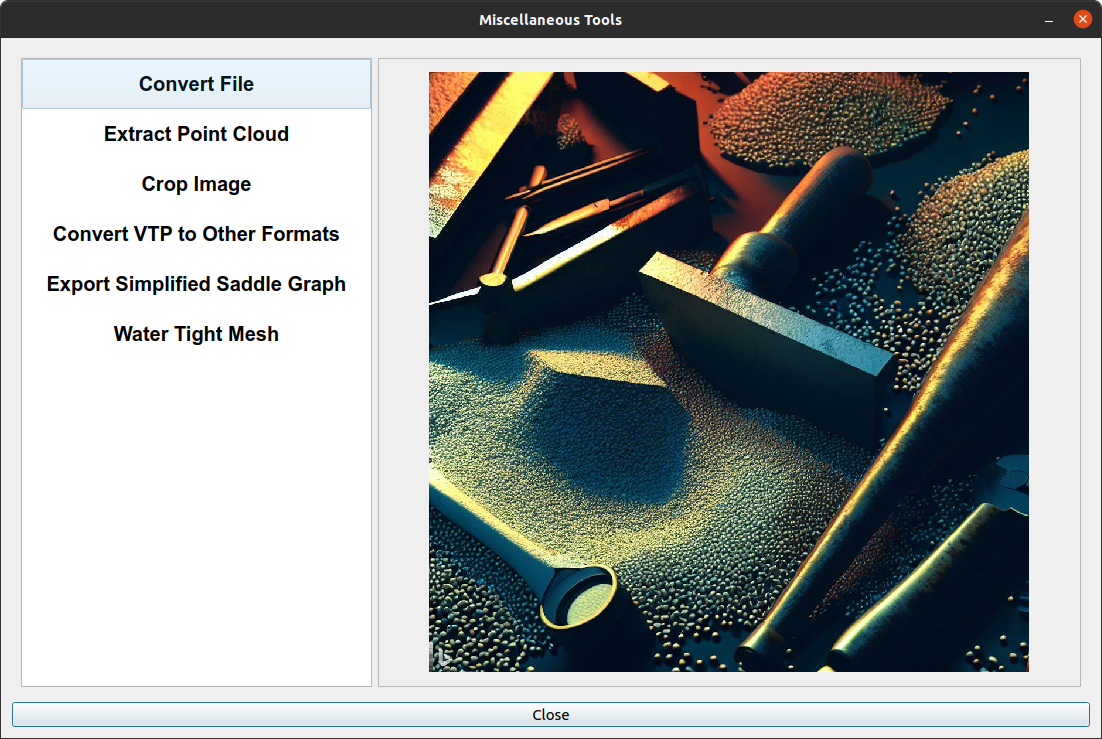 Miscellaneous Tools
Convert File
Extract Point Cloud
Crop Image
Convert VTP to Other Formats
Export Simplified Saddle Graph
Water Tight Mesh
Close